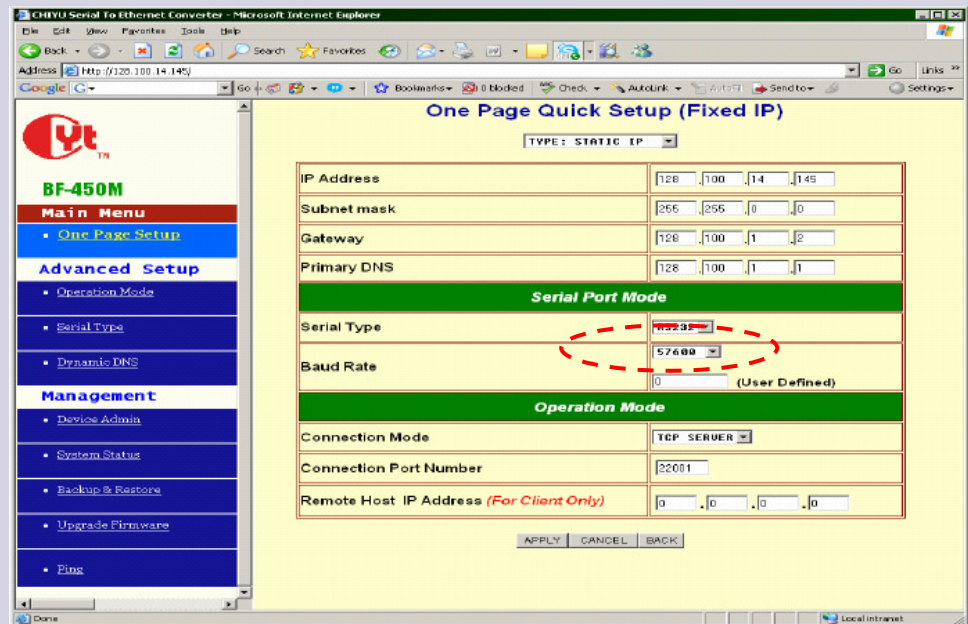 CHIYU Serial To Ethernet Converter - Microsoft Internet Explorer
File Edit View Favorites Tools Help
Back Search Favorites
Address http://128.100.14.145/ Go Links »
Google G Go Bookmarks 0 blocked Check AutoLink AutoFill Send to Settings
CYt TM
BF-450M
Main Menu
One Page Setup
Advanced Setup
Operation Mode
Serial Type
Dynamic DNS
Management
Device Admin
System Status
Backup & Restore
Upgrade Firmware
Ping
One Page Quick Setup (Fixed IP)
TYPE: STATIC IP
IP Address 128 .100 .14 .145
Subnet mask 255 .255 .0 .0
Gateway 128 .100 .1 .2
Primary DNS 128 .100 .1 .1
Serial Port Mode
Serial Type RS232
Baud Rate 57600
0 (User Defined)
Operation Mode
Connection Mode TCP SERVER
Connection Port Number 22001
Remote Host IP Address (For Client Only) 0 .0 .0 .0
APPLY CANCEL BACK
Done Local intranet